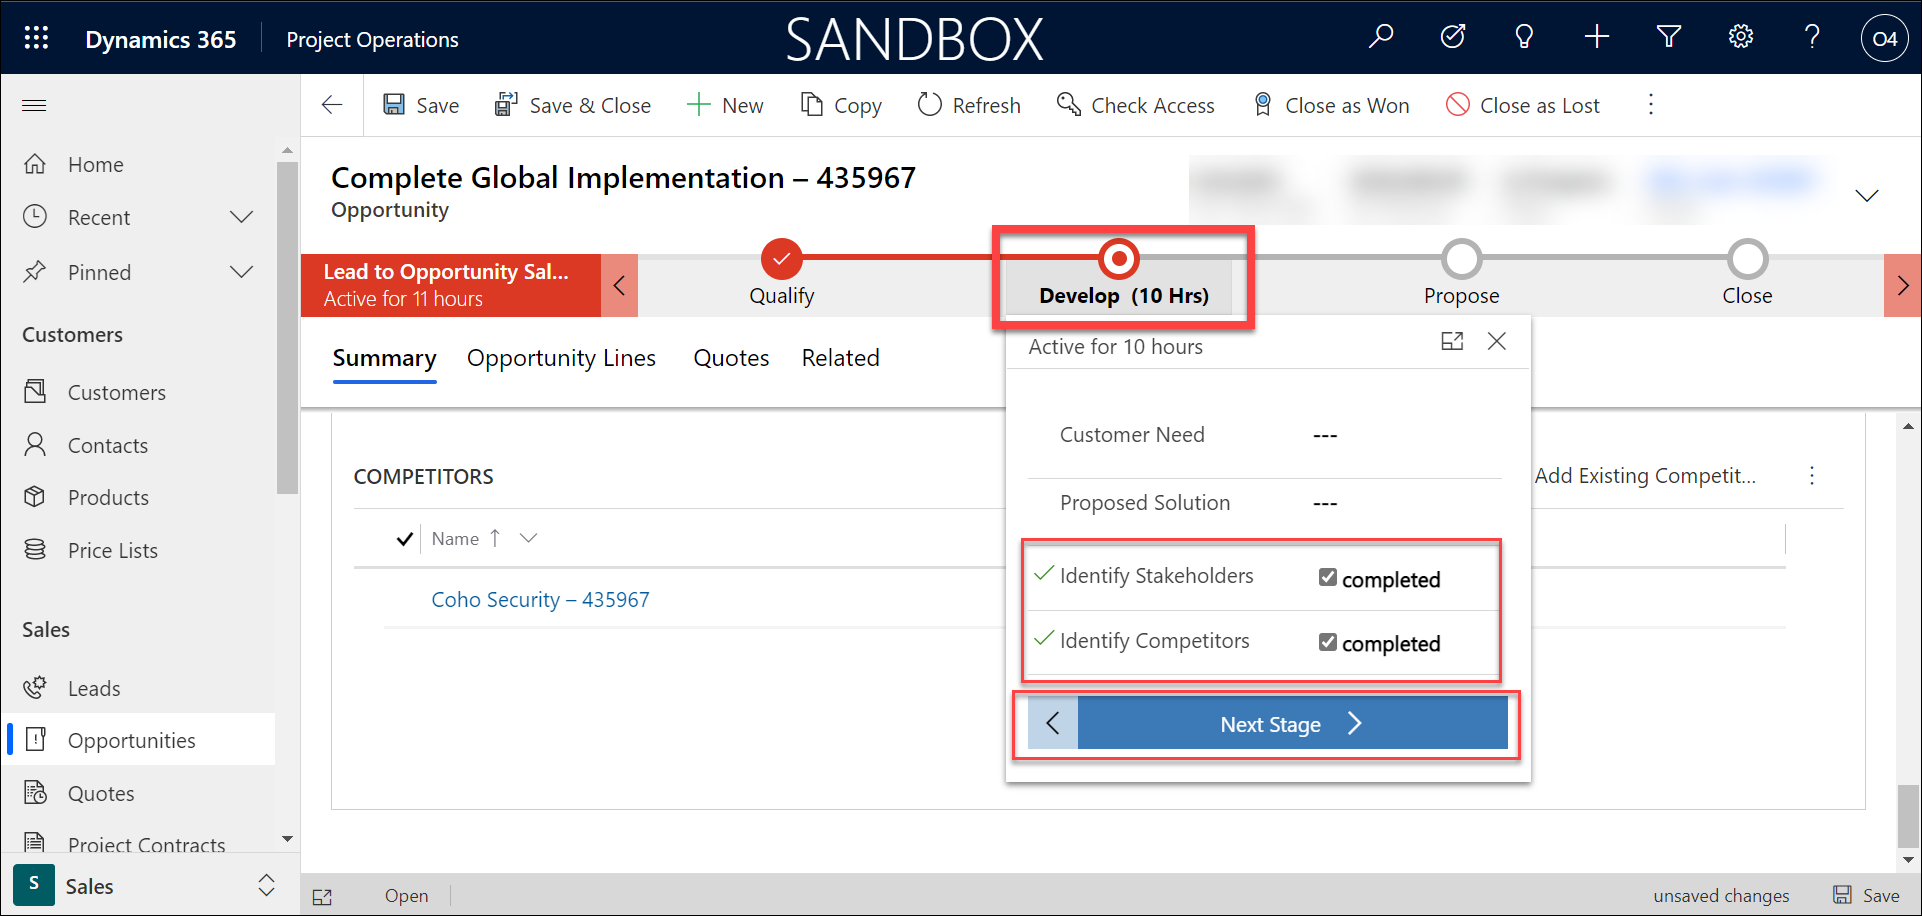 Dynamics 365
Project Operations
SANDBOX
O4
Save
Save & Close
New
Copy
Refresh
Check Access
Close as Won
Close as Lost
Home
Recent
Pinned
Customers
Customers
Contacts
Products
Price Lists
Sales
Leads
Opportunities
Quotes
Project Contracts
S
Sales
Complete Global Implementation – 435967
Opportunity
Lead to Opportunity Sal...
Active for 11 hours
Qualify
Develop (10 Hrs)
Propose
Close
Summary
Opportunity Lines
Quotes
Related
Active for 10 hours
Customer Need ---
Proposed Solution ---
Identify Stakeholders completed
Identify Competitors completed
Next Stage
COMPETITORS
Add Existing Competit...
Name
Coho Security – 435967
Open
unsaved changes
Save